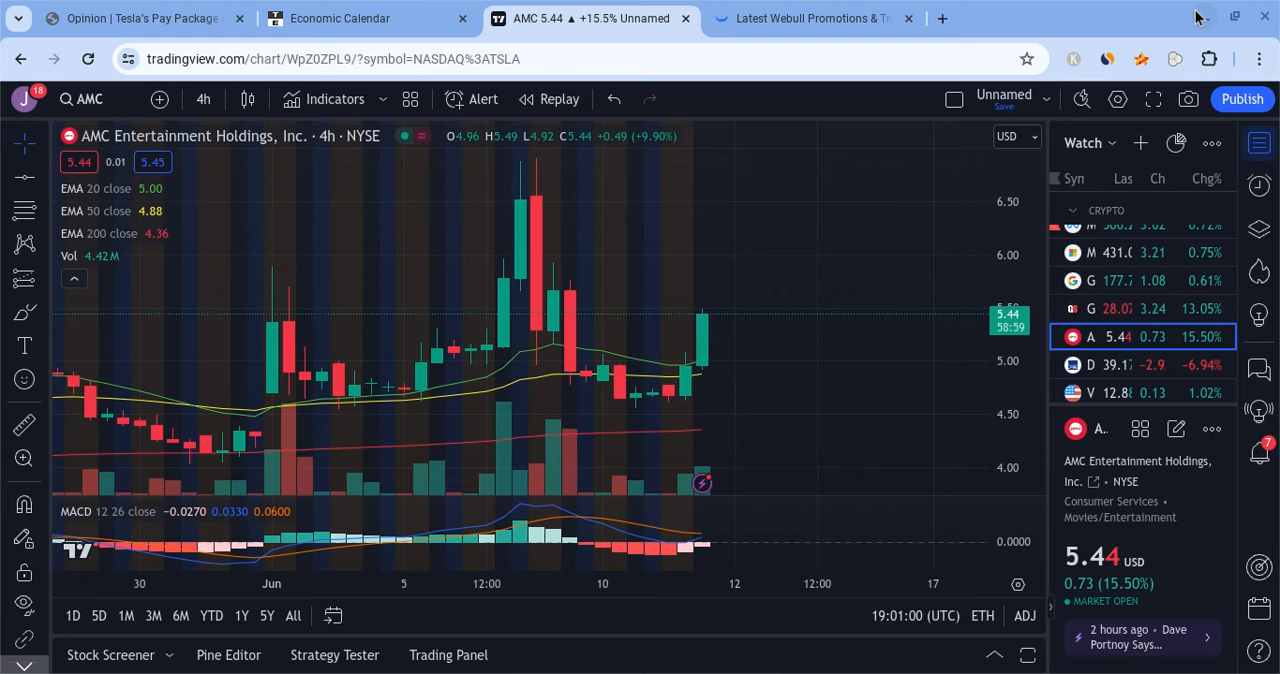 Opinion | Tesla's Pay Package
Economic Calendar
AMC 5.44 ▲ +15.5% Unnamed
Latest Webull Promotions & Tr
tradingview.com/chart/WpZ0ZPL9/?symbol=NASDAQ%3ATSLA
J 18
AMC
4h
Indicators
Alert
Replay
Unnamed
Save
Publish
AMC Entertainment Holdings, Inc. · 4h · NYSE
O4.96 H5.49 L4.92 C5.44 +0.49 (+9.90%)
USD
5.44 0.01 5.45
EMA 20 close 5.00
EMA 50 close 4.88
EMA 200 close 4.36
Vol 4.42M
6.50
6.00
5.44
58:59
5.00
4.50
4.00
MACD 12 26 close −0.0270 0.0330 0.0600
0.0000
30 Jun 5 12:00 10 12 12:00 17
1D 5D 1M 3M 6M YTD 1Y 5Y All
19:01:00 (UTC) ETH ADJ
Stock Screener
Pine Editor
Strategy Tester
Trading Panel
Watch
Syn Las Ch Chg%
CRYPTO
M 431.0 3.21 0.75%
G 177.7 1.08 0.61%
G 28.07 3.24 13.05%
A 5.44 0.73 15.50%
D 39.17 −2.9 −6.94%
V 12.88 0.13 1.02%
A..
AMC Entertainment Holdings,
Inc. • NYSE
Consumer Services •
Movies/Entertainment
5.44 USD
0.73 (15.50%)
MARKET OPEN
2 hours ago • Dave
Portnoy Says...
7